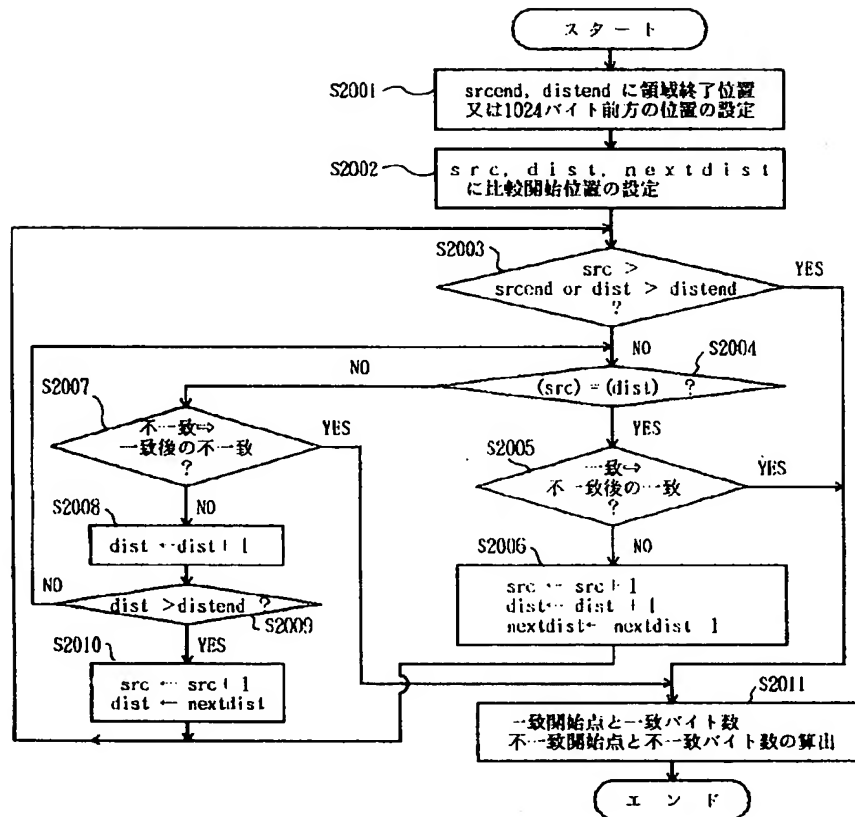 スタート
S2001
srcend, distend に領域終了位置
又は1024バイト前方の位置の設定
S2002
src, dist, nextdist
に比較開始位置の設定
S2003
src >
srcend or dist > distend
?
YES
NO
S2004
(src) = (dist) ?
NO
YES
S2007
不一致⇔
一致後の不一致
?
YES
NO
S2005
一致⇔
不一致後の一致
?
YES
NO
S2008
dist ← dist + 1
S2006
src ← src + 1
dist ← dist + 1
nextdist ← nextdist 1
NO
dist > distend ?
S2009
YES
S2010
src ← src + 1
dist ← nextdist
S2011
一致開始点と一致バイト数
不一致開始点と不一致バイト数の算出
エンド